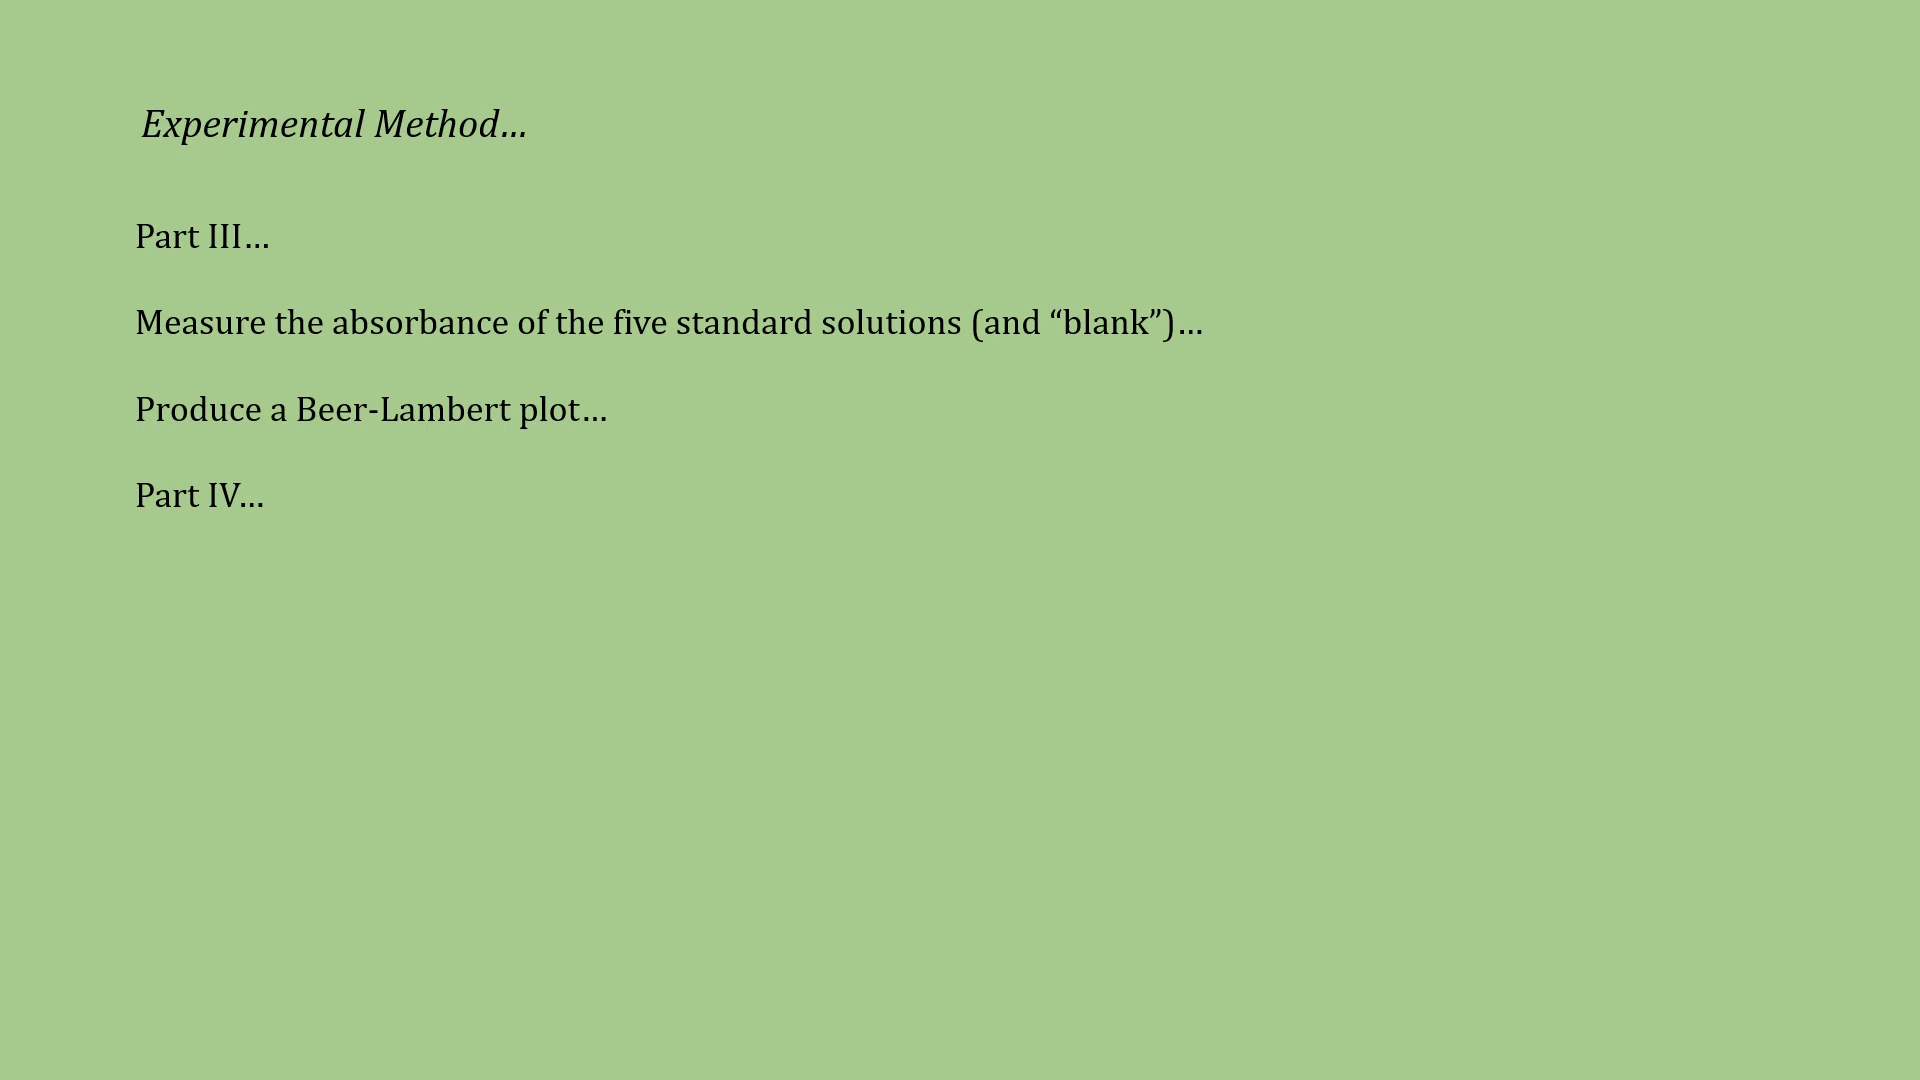 Experimental Method…
Part III…
Measure the absorbance of the five standard solutions (and “blank”)…
Produce a Beer-Lambert plot…
Part IV…